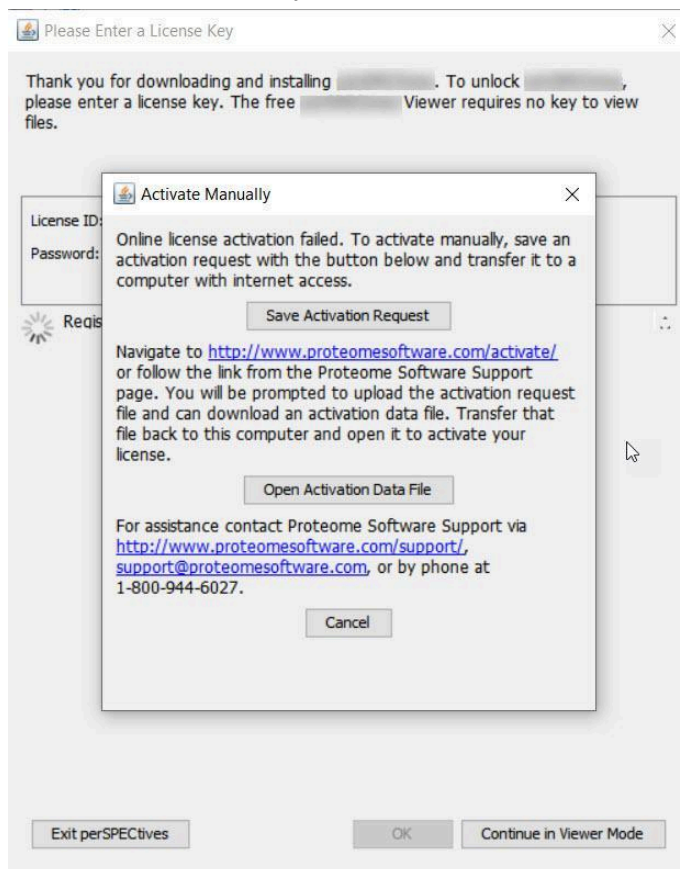 Please Enter a License Key
Thank you for downloading and installing . To unlock ,
please enter a license key. The free Viewer requires no key to view
files.
Activate Manually
License ID:
Password:
Online license activation failed. To activate manually, save an
activation request with the button below and transfer it to a
computer with internet access.
Save Activation Request
Regis
Navigate to http://www.proteomesoftware.com/activate/
or follow the link from the Proteome Software Support
page. You will be prompted to upload the activation request
file and can download an activation data file. Transfer that
file back to this computer and open it to activate your
license.
Open Activation Data File
For assistance contact Proteome Software Support via
http://www.proteomesoftware.com/support/,
support@proteomesoftware.com, or by phone at
1-800-944-6027.
Cancel
Exit perSPECtives
OK
Continue in Viewer Mode